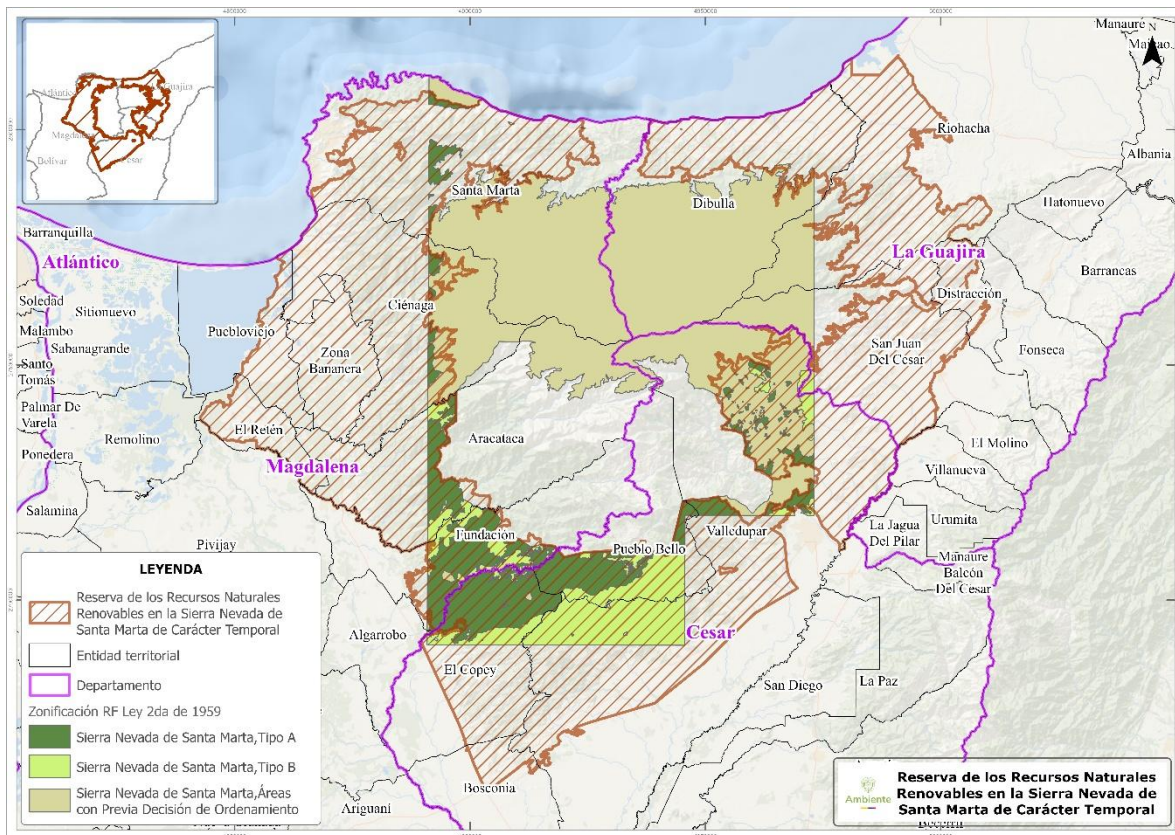 Atlántico
La Guajira
Magdalena
Bolívar
Cesar
N
Manaure
Riohacha
Albania
Hatonuevo
Santa Marta
Dibulla
Barranquilla
Atlántico
La Guajira
Barrancas
Soledad
Sitionuevo
Ciénaga
Distracción
Malambo
Puebloviejo
Sabanagrande
San Juan
Del Cesar
Fonseca
Santo
Tomás
Zona
Bananera
Palmar De
Varela
Remolino
El Retén
Aracataca
El Molino
Ponedera
Magdalena
Villanueva
Salamina
Fundación
Valledupar
La Jagua
Del Pilar
Urumita
Pivijay
Pueblo Bello
Manaure
Balcón
Del Cesar
Algarrobo
Cesar
El Copey
San Diego
La Paz
Bosconia
Ariguaní
Becerril
LEYENDA
Reserva de los Recursos Naturales
Renovables en la Sierra Nevada de
Santa Marta de Carácter Temporal
Entidad territorial
Departamento
Zonificación RF Ley 2da de 1959
Sierra Nevada de Santa Marta,Tipo A
Sierra Nevada de Santa Marta,Tipo B
Sierra Nevada de Santa Marta,Áreas
con Previa Decisión de Ordenamiento
Ambiente
Reserva de los Recursos Naturales
Renovables en la Sierra Nevada de
Santa Marta de Carácter Temporal